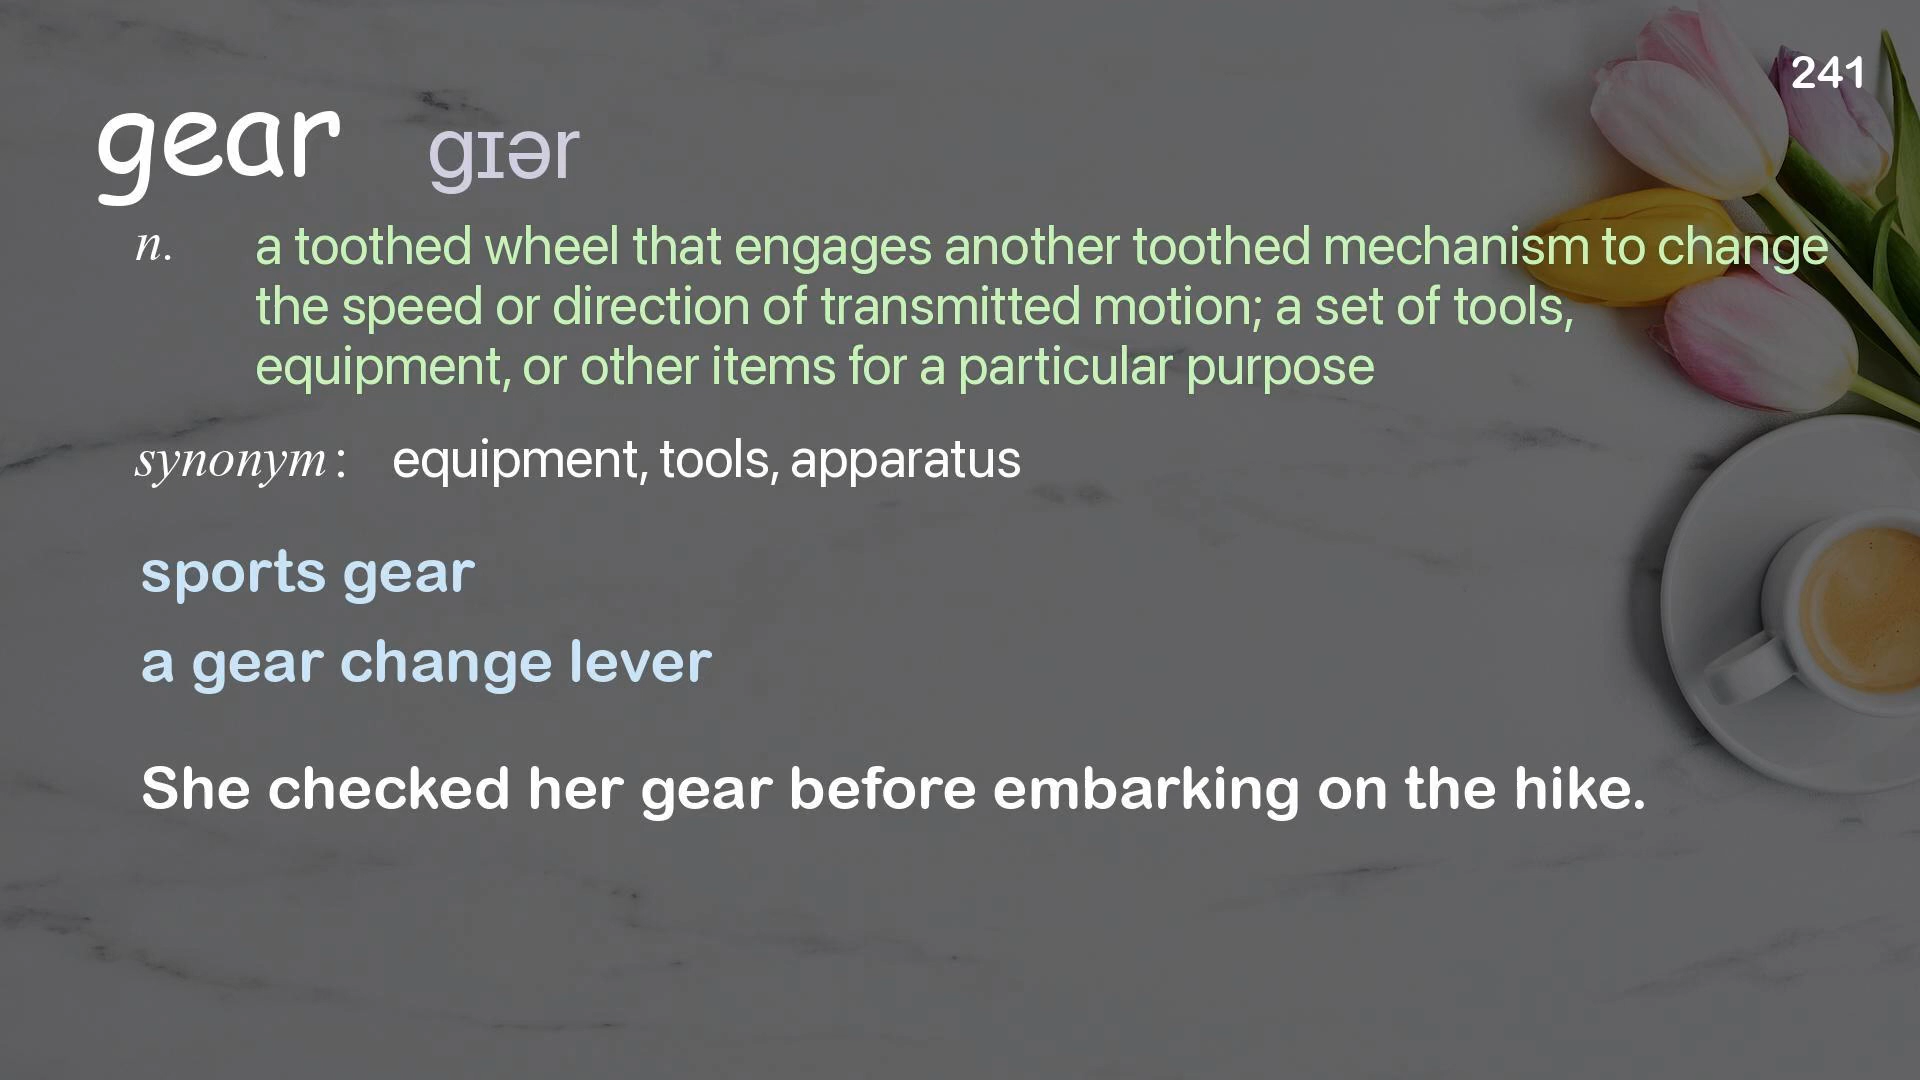 241
gear gɪər
n. a toothed wheel that engages another toothed mechanism to change
the speed or direction of transmitted motion; a set of tools,
equipment, or other items for a particular purpose
synonym: equipment, tools, apparatus
sports gear
a gear change lever
She checked her gear before embarking on the hike.